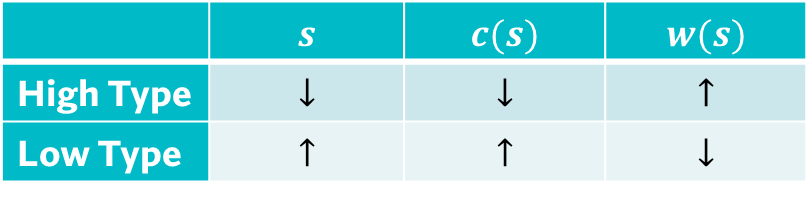 s c(s) w(s)
High Type ↓ ↓ ↑
Low Type ↑ ↑ ↓